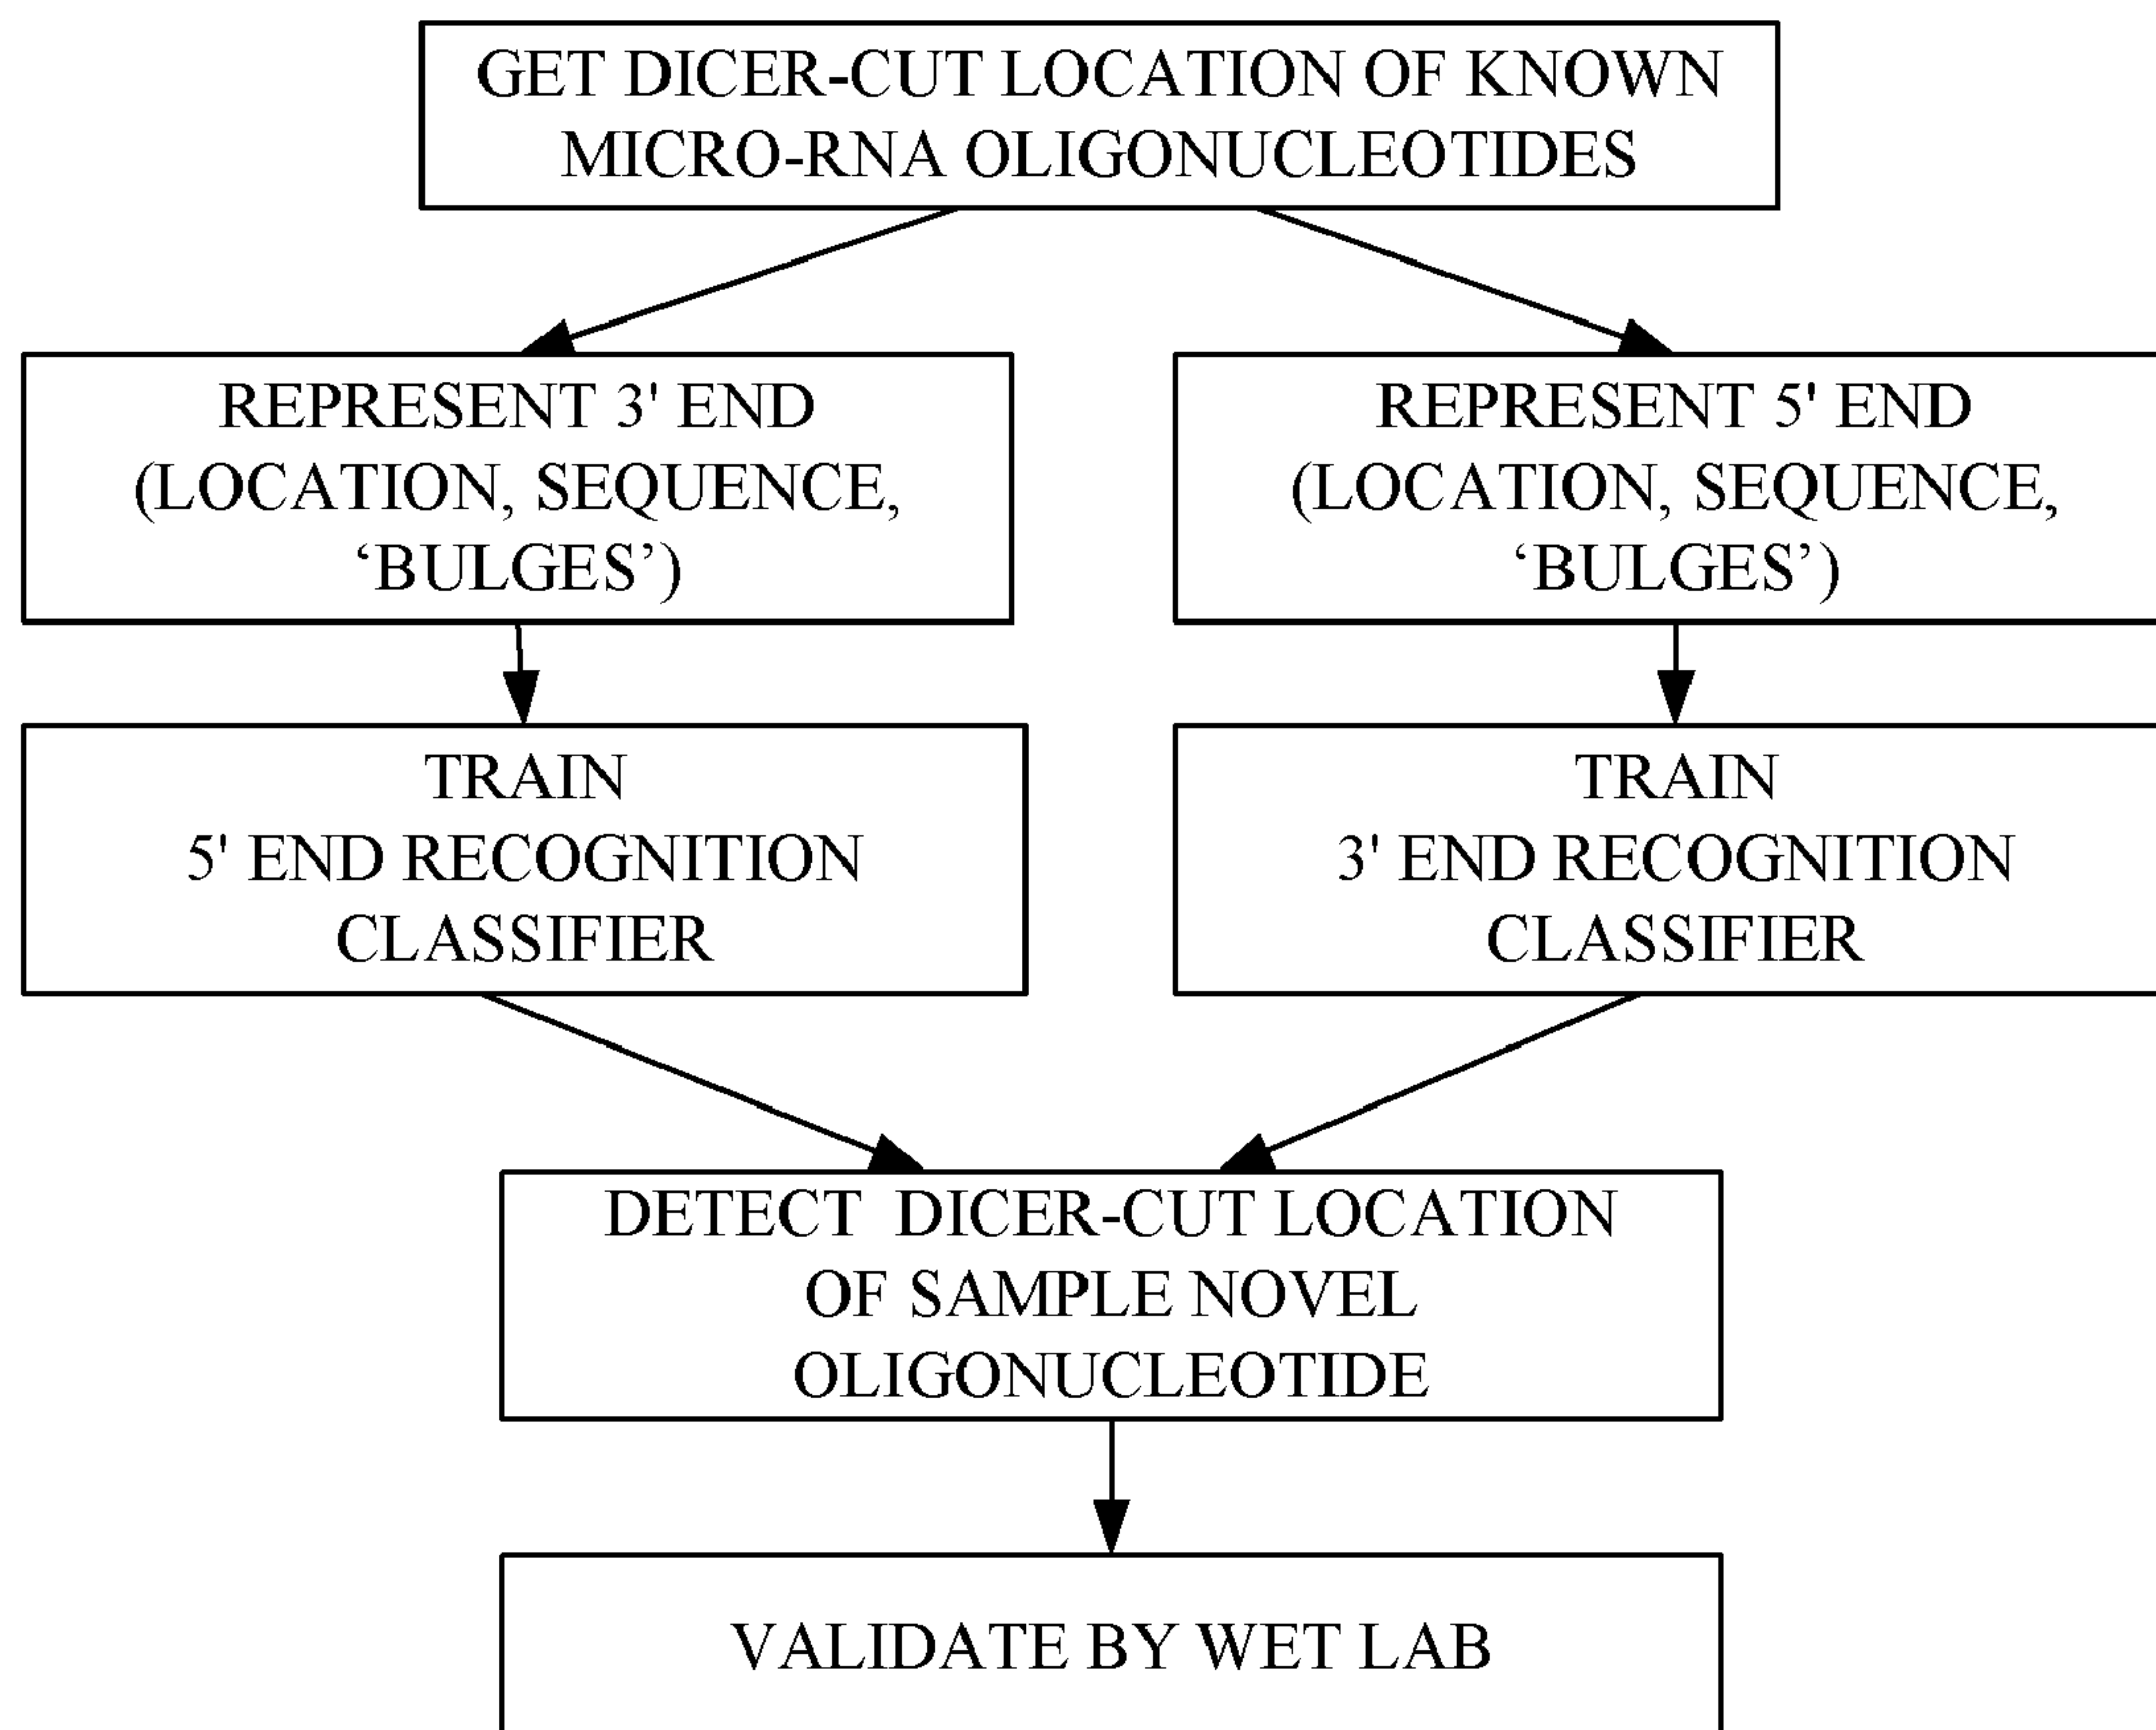 GET DICER-CUT LOCATION OF KNOWN
MICRO-RNA OLIGONUCLEOTIDES
REPRESENT 3' END
(LOCATION, SEQUENCE,
‘BULGES’)
REPRESENT 5' END
(LOCATION, SEQUENCE,
‘BULGES’)
TRAIN
5' END RECOGNITION
CLASSIFIER
TRAIN
3' END RECOGNITION
CLASSIFIER
DETECT DICER-CUT LOCATION
OF SAMPLE NOVEL
OLIGONUCLEOTIDE
VALIDATE BY WET LAB